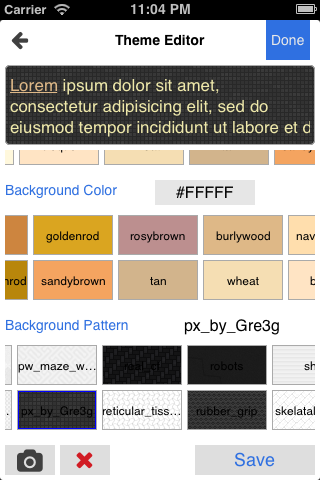 Carrier 11:04 PM
Theme Editor Done
Lorem ipsum dolor sit amet,
consectetur adipisicing elit, sed do
eiusmod tempor incididunt ut labore et d
Background Color #FFFFF
goldenrod rosybrown burlywood nav
nrod sandybrown tan wheat b
Background Pattern px_by_Gre3g
pw_maze_w... robots sh
px_by_Gre3g reticular_tiss... rubber_grip skeletal
Save